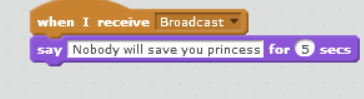 when I receive Broadcast
say Nobody will save you princess for 5 secs